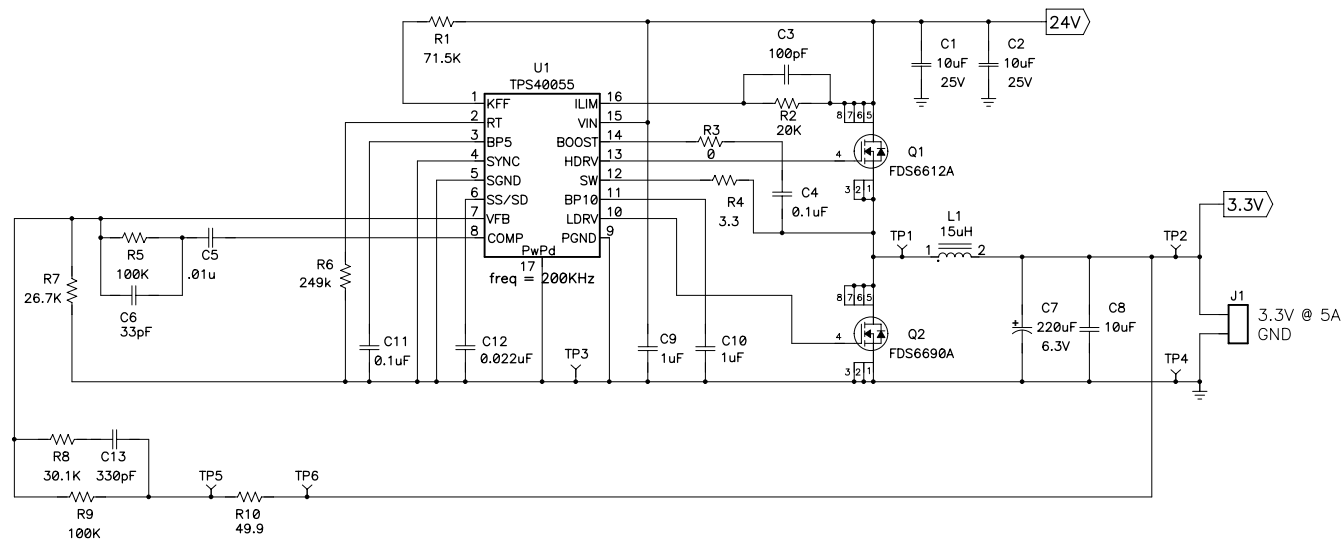 24V
R1
71.5K
C3
100pF
C1
10uF
25V
C2
10uF
25V
U1
TPS40055
1
KFF
ILIM
16
R2
20K
8 7 6 5
2
RT
VIN
15
3
BP5
BOOST
14
R3
0
4
SYNC
HDRV
13
4
Q1
FDS6612A
5
SGND
SW
12
R4
3.3
C4
0.1uF
3 2 1
6
SS/SD
BP10
11
7
VFB
LDRV
10
8
COMP
PGND
9
3.3V
L1
15uH
TP1
1
2
TP2
R5
100K
C5
.01u
PwPd
17
freq = 200KHz
R7
26.7K
R6
249k
C6
33pF
8 7 6 5
4
Q2
FDS6690A
3 2 1
C7
220uF
6.3V
+
C8
10uF
J1
3.3V @ 5A
GND
C11
0.1uF
C12
0.022uF
TP3
C9
1uF
C10
1uF
TP4
R8
30.1K
C13
330pF
TP5
TP6
R9
100K
R10
49.9